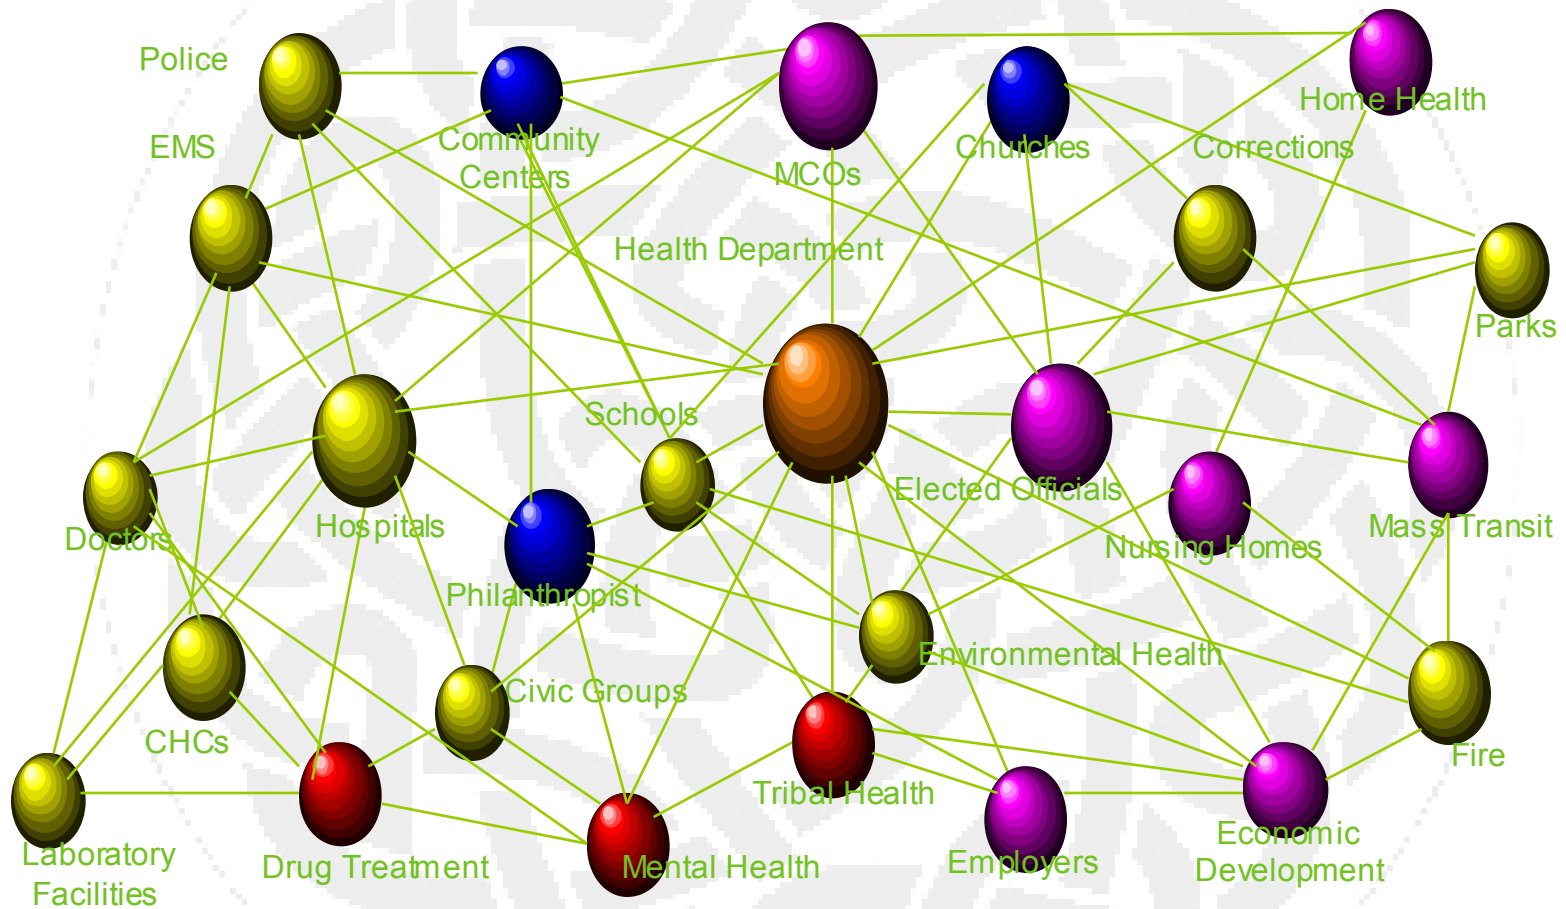 Police
EMS
Community
Centers
MCOs
Churches
Home Health
Corrections
Health Department
Parks
Schools
Elected Officials
Hospitals
Doctors
Nursing Homes
Mass Transit
Philanthropist
Environmental Health
Civic Groups
CHCs
Fire
Tribal Health
Laboratory
Facilities
Drug Treatment
Mental Health
Employers
Economic
Development